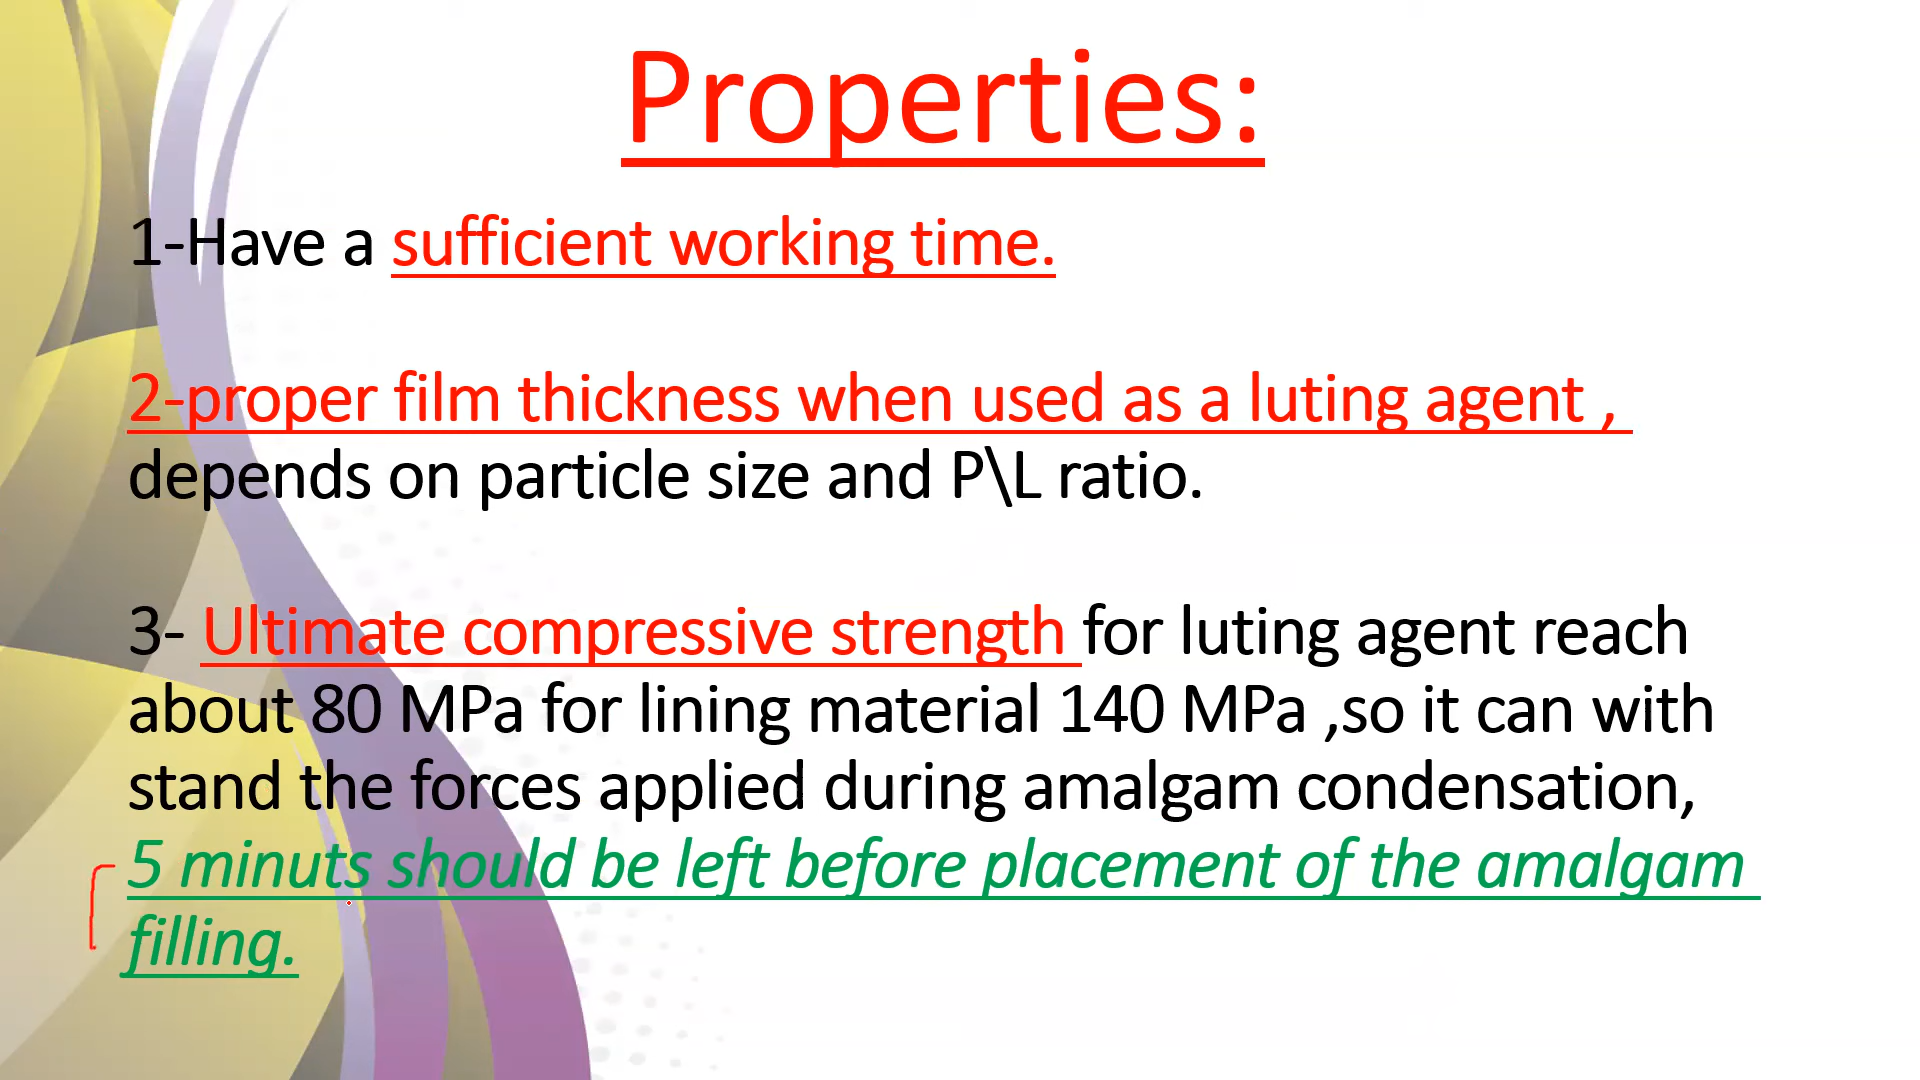 Properties:
1-Have a sufficient working time.
2-proper film thickness when used as a luting agent ,
depends on particle size and P\L ratio.
3- Ultimate compressive strength for luting agent reach
about 80 MPa for lining material 140 MPa ,so it can with
stand the forces applied during amalgam condensation,
5 minuts should be left before placement of the amalgam
filling.